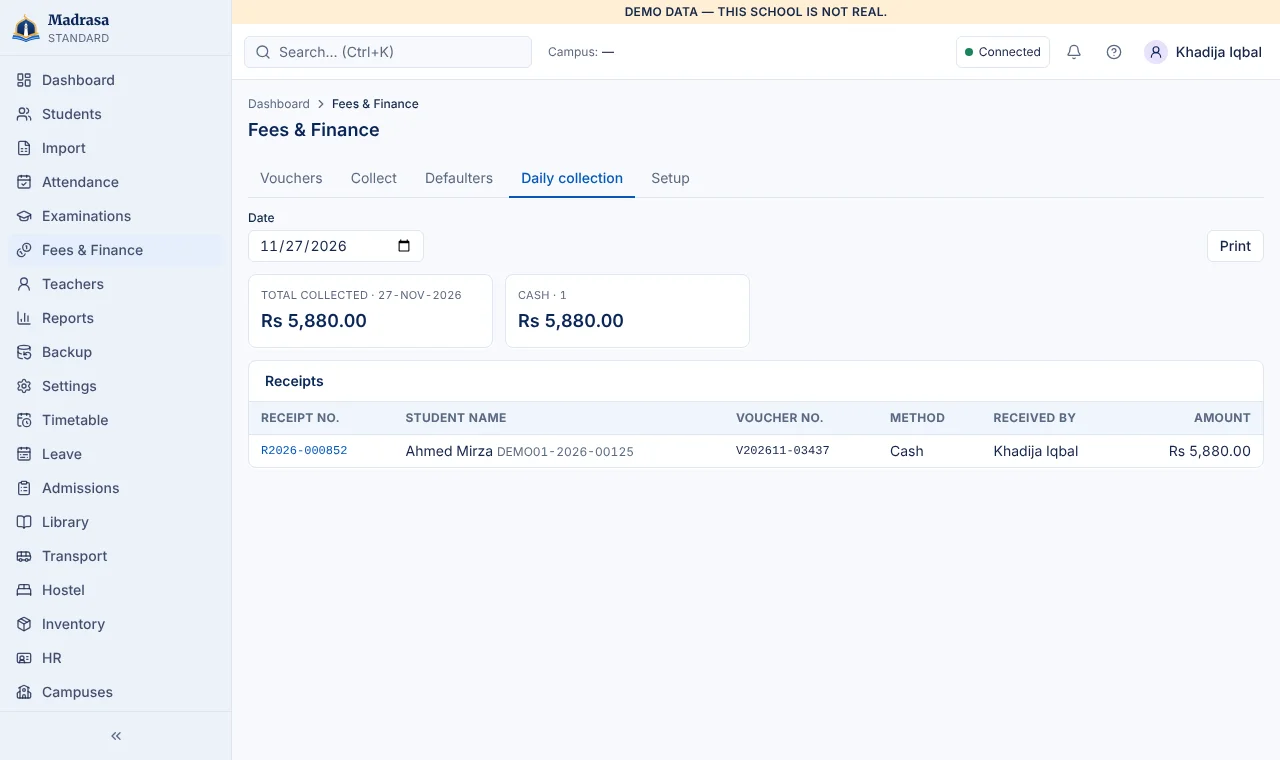 Madrasa
STANDARD
DEMO DATA — THIS SCHOOL IS NOT REAL.
Search... (Ctrl+K)
Campus: —
Connected
Khadija Iqbal
Dashboard
Students
Import
Attendance
Examinations
Fees & Finance
Teachers
Reports
Backup
Settings
Timetable
Leave
Admissions
Library
Transport
Hostel
Inventory
HR
Campuses
Dashboard > Fees & Finance
Fees & Finance
Vouchers Collect Defaulters Daily collection Setup
Date
11/27/2026
Print
TOTAL COLLECTED · 27-NOV-2026
Rs 5,880.00
CASH · 1
Rs 5,880.00
Receipts
RECEIPT NO. STUDENT NAME VOUCHER NO. METHOD RECEIVED BY AMOUNT
R2026-000852 Ahmed Mirza DEMO01-2026-00125 V202611-03437 Cash Khadija Iqbal Rs 5,880.00